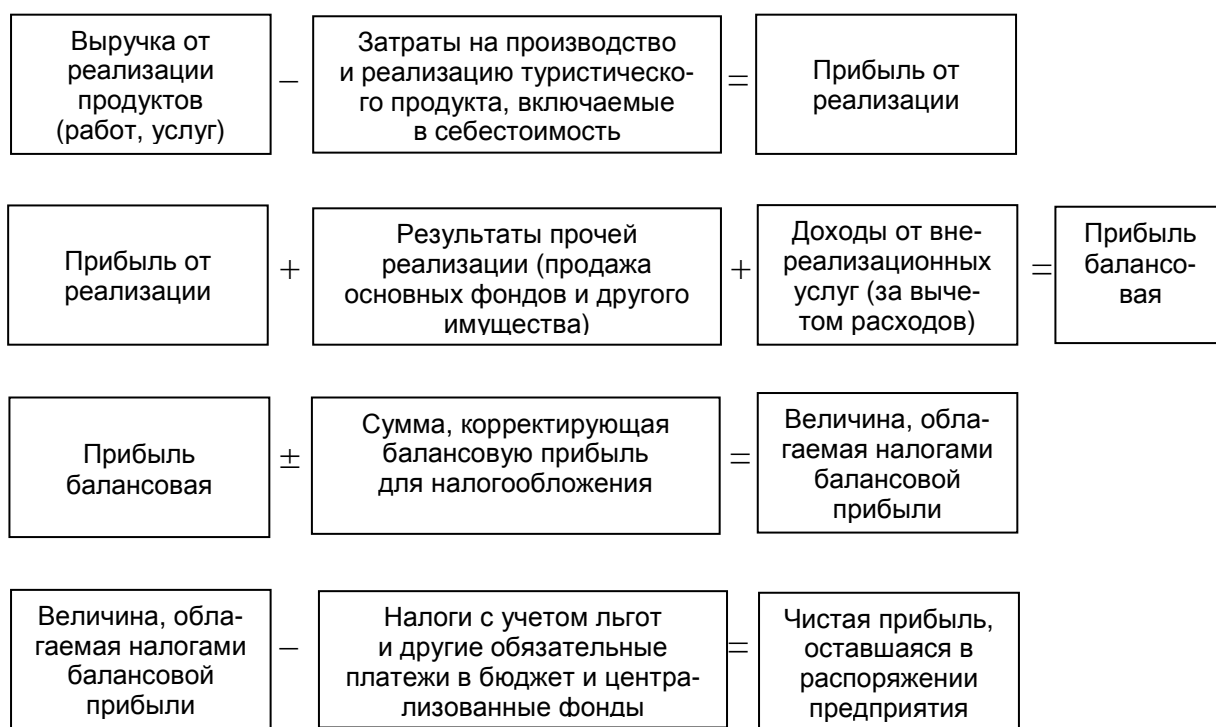 Выручка от
реализации
продуктов
(работ, услуг)
−
Затраты на производство
и реализацию туристическо-
го продукта, включаемые
в себестоимость
=
Прибыль от
реализации
Прибыль от
реализации
+
Результаты прочей
реализации (продажа
основных фондов и другого
имущества)
+
Доходы от вне-
реализационных
услуг (за выче-
том расходов)
=
Прибыль
балансо-
вая
Прибыль
балансовая
±
Сумма, корректирующая
балансовую прибыль
для налогообложения
=
Величина, обла-
гаемая налогами
балансовой
прибыли
Величина, обла-
гаемая налогами
балансовой
прибыли
−
Налоги с учетом льгот
и другие обязательные
платежи в бюджет и центра-
лизованные фонды
=
Чистая прибыль,
оставшаяся в
распоряжении
предприятия